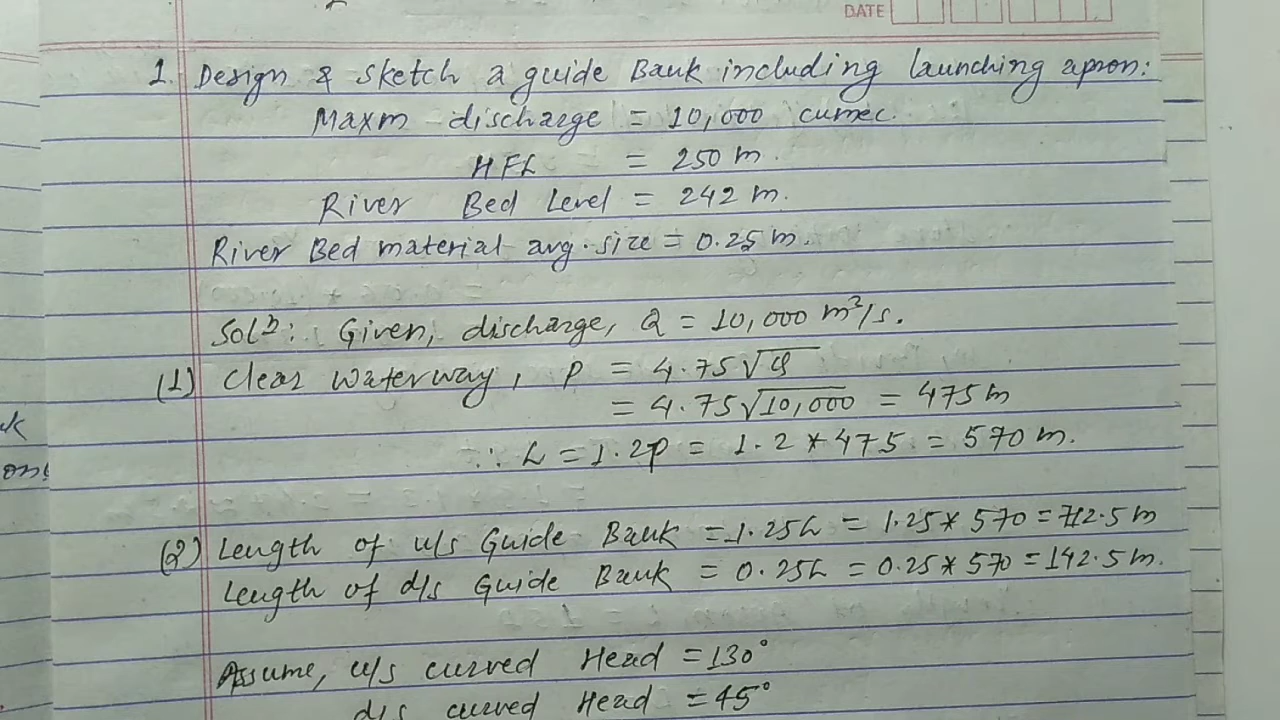 DATE
1. Design & sketch a guide Bank including launching apron:
Maxm discharge = 10,000 cumec.
HFL = 250 m.
River Bed Level = 242 m.
River Bed material avg. size = 0.25 m.
Solⁿ: Given, discharge, Q = 10,000 m³/s.
(1) Clear waterway, P = 4.75√Q
= 4.75√10,000 = 475 m
∴ L = 1.2P = 1.2 * 475 = 570 m.
(2) Length of u/s Guide Bank = 1.25L = 1.25 * 570 = 712.5 m
Length of d/s Guide Bank = 0.25L = 0.25 * 570 = 142.5 m.
Assume, u/s curved Head = 130°
d/s curved Head = 45°